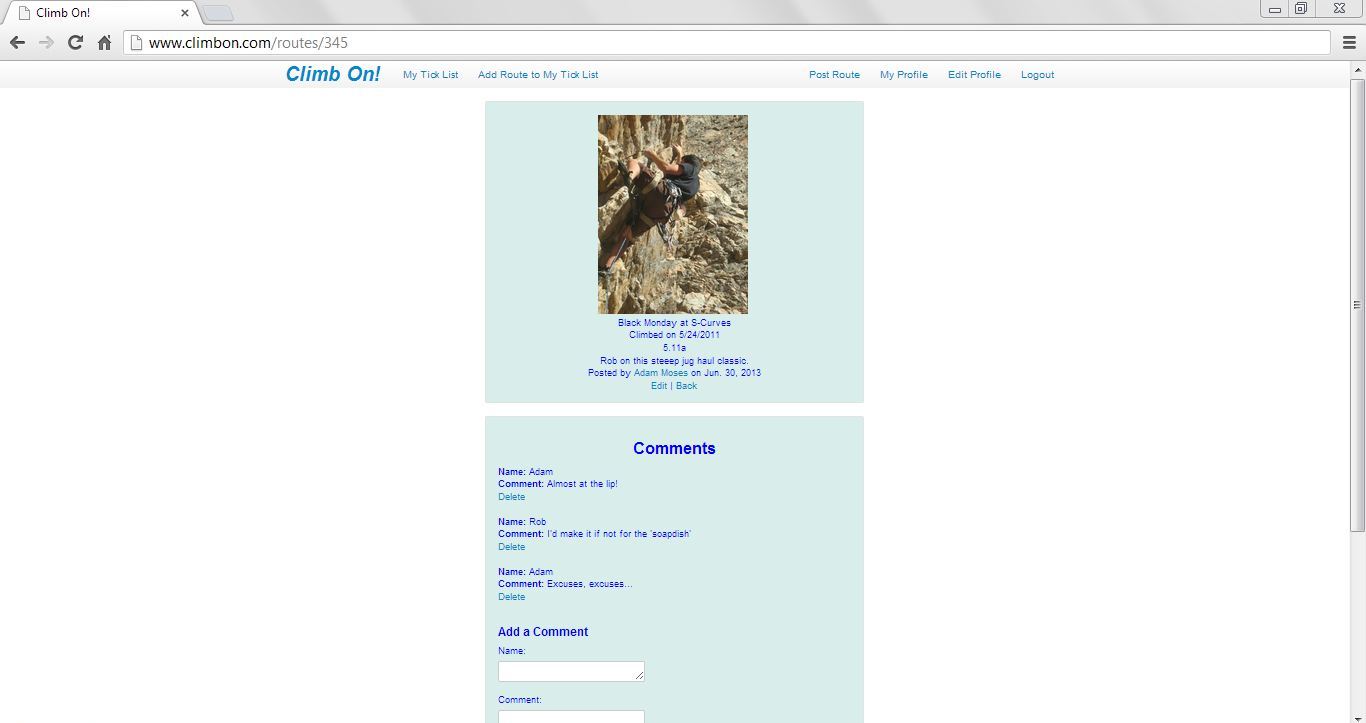 Climb On!
www.climbon.com/routes/345
Climb On! My Tick List Add Route to My Tick List Post Route My Profile Edit Profile Logout
Black Monday at S-Curves
Climbed on 5/24/2011
5.11a
Rob on this steeep jug haul classic.
Posted by Adam Moses on Jun. 30, 2013
Edit | Back
Comments
Name: Adam
Comment: Almost at the lip!
Delete
Name: Rob
Comment: I'd make it if not for the 'soapdish'
Delete
Name: Adam
Comment: Excuses, excuses...
Delete
Add a Comment
Name:
Comment: